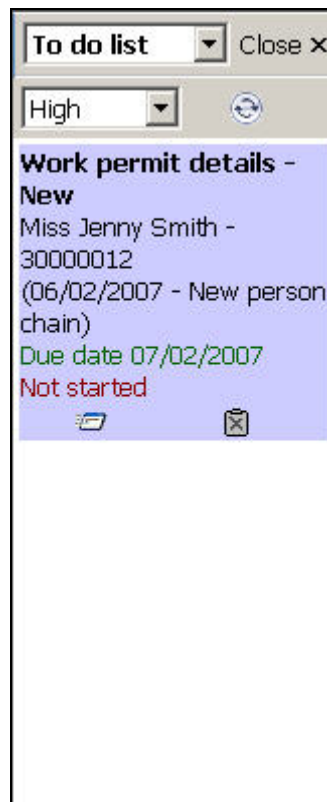 To do list Close ×
High
Work permit details -
New
Miss Jenny Smith -
30000012
(06/02/2007 - New person
chain)
Due date 07/02/2007
Not started